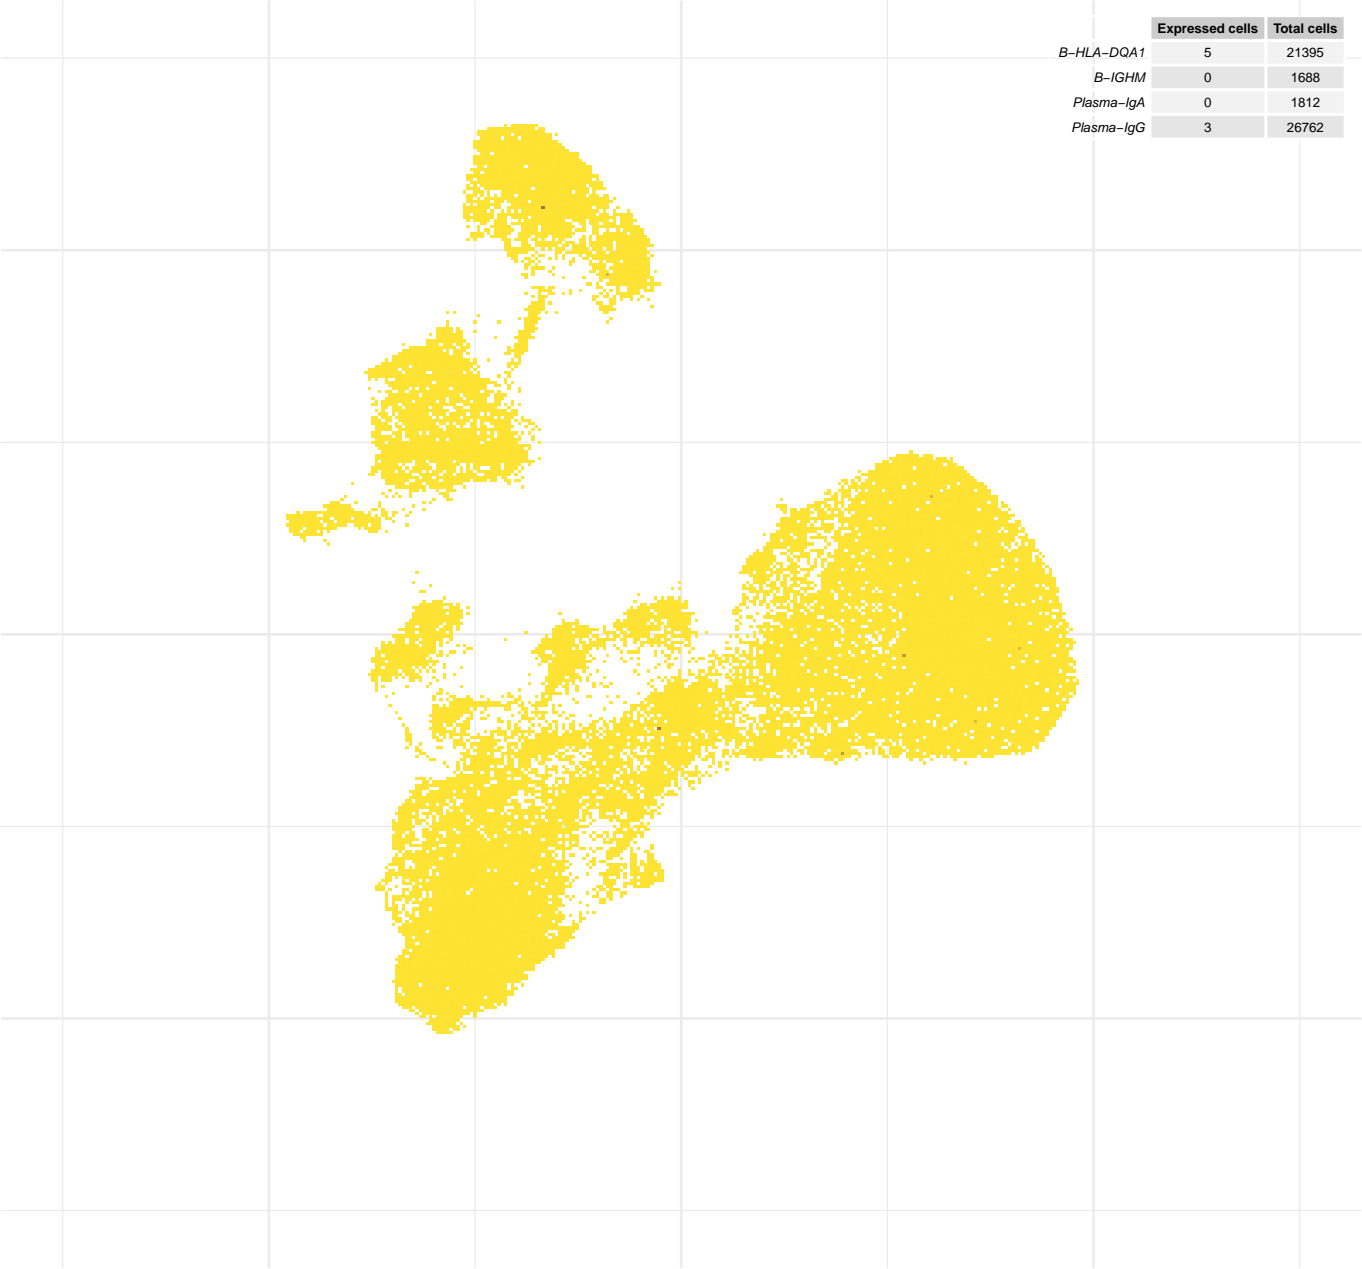 Expressed cells Total cells
B−HLA−DQA1 5 21395
B−IGHM 0 1688
Plasma−IgA 0 1812
Plasma−IgG 3 26762